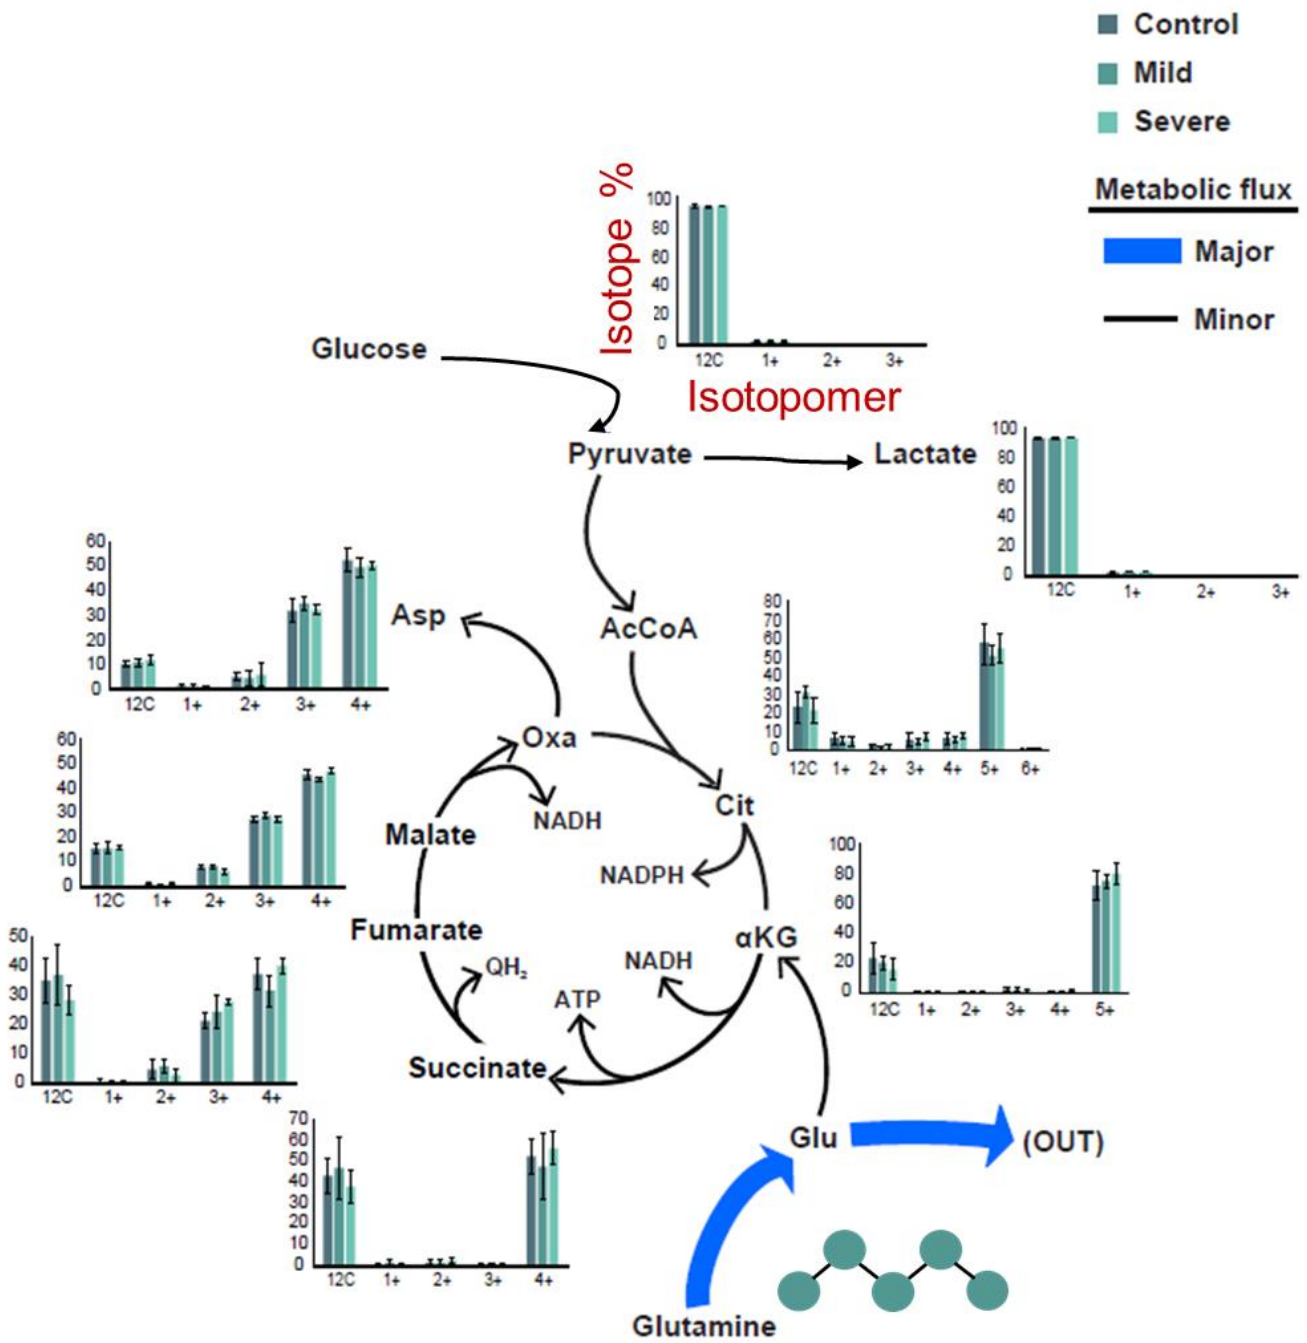 Control
Mild
Severe
Metabolic flux
Major
Minor
Isotope %
100
80
60
40
20
0
12C 1+ 2+ 3+
Isotopomer
Glucose
Pyruvate
Lactate
100
80
60
40
20
0
12C 1+ 2+ 3+
AcCoA
60
50
40
30
20
10
0
12C 1+ 2+ 3+ 4+
Asp
80
70
60
50
40
30
20
10
0
12C 1+ 2+ 3+ 4+ 5+ 6+
Oxa
60
50
40
30
20
10
0
12C 1+ 2+ 3+ 4+
Cit
NADH
Malate
NADPH
100
80
60
40
20
0
12C 1+ 2+ 3+ 4+ 5+
Fumarate
αKG
50
40
30
20
10
0
12C 1+ 2+ 3+ 4+
QH₂
NADH
ATP
Succinate
70
60
50
40
30
20
10
0
12C 1+ 2+ 3+ 4+
Glu
(OUT)
Glutamine